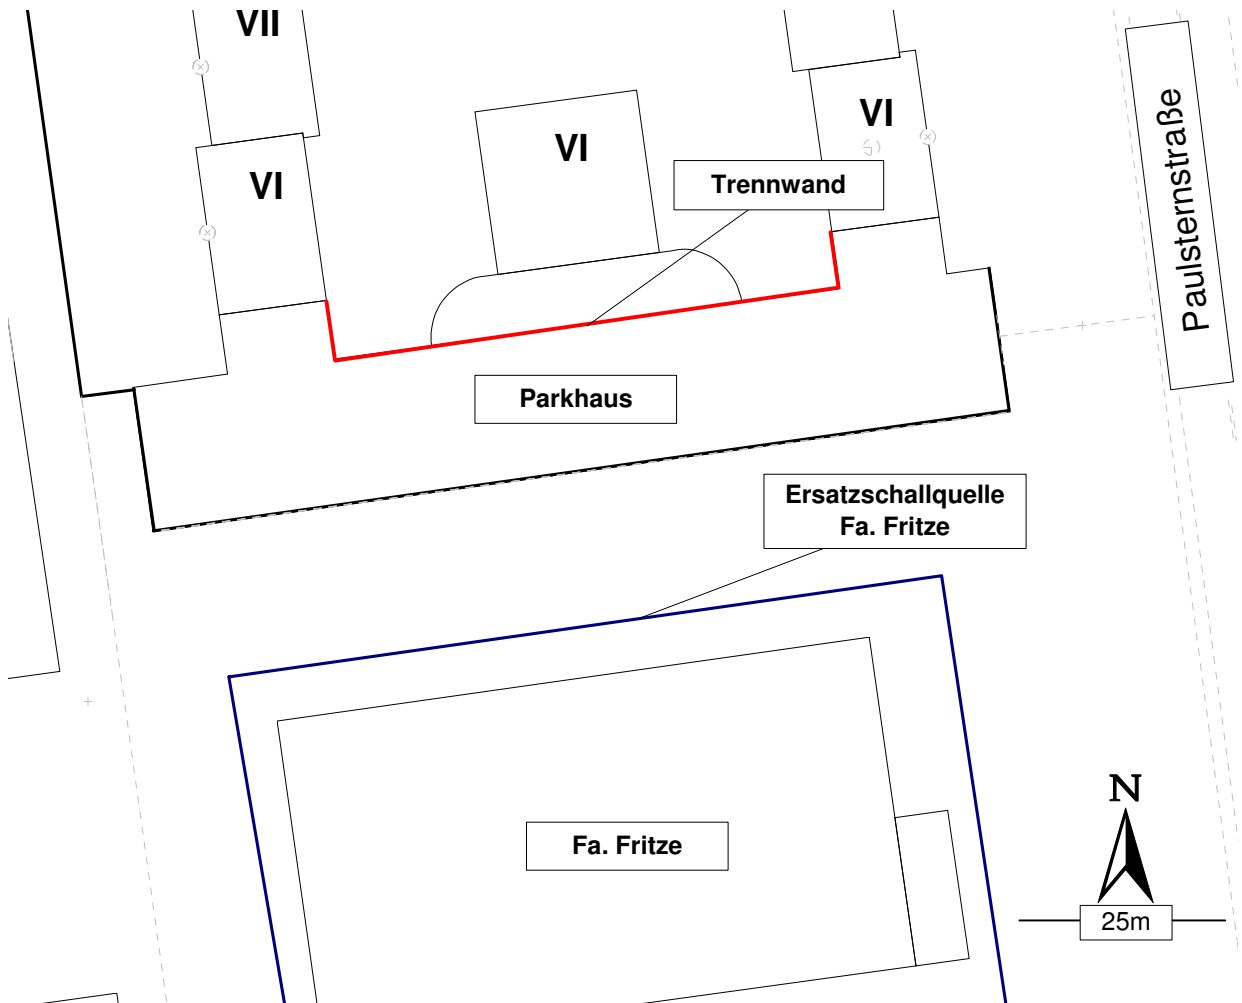 VII
VI
VI
VI
Trennwand
Paulsternstraße
Parkhaus
Ersatzschallquelle
Fa. Fritze
Fa. Fritze
N
25m